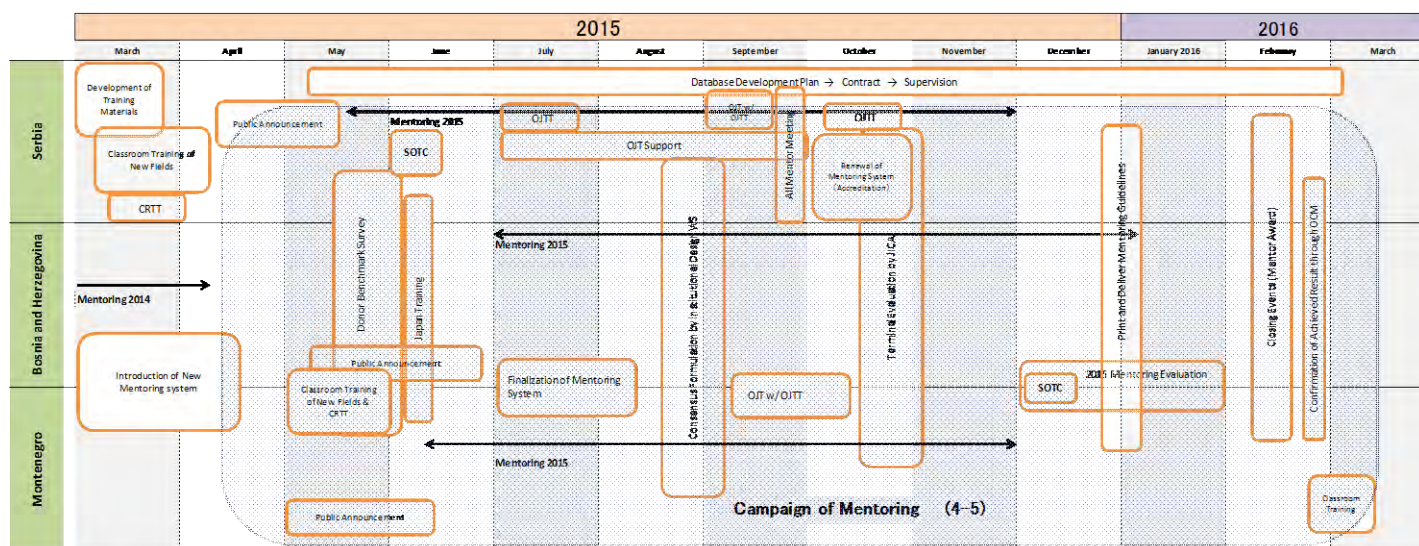 2015
2016
March
April
May
June
July
August
September
October
November
December
January 2016
February
March
Serbia
Development of
Training
Materials
Database Development Plan → Contract → Supervision
Public Announcement
Mentoring 2015
OJTT
OJT w/
OJTT
All Mentor Meeting
OJTT
Classroom Training of
New Fields
SOTC
OJT Support
Renewal of
Mentoring System
(Accreditation)
CRTT
Bosnia and Herzegovina
Mentoring 2014
Donor Benchmark Survey
Japan Training
Mentoring 2015
Consensus Formulation by Institutional Design WS
Terminal Evaluation by JICA
Print and Deliver Mentoring Guidelines
Closing Events (Mentor Award)
Confirmation of Achieved Result through OCM
Introduction of New
Mentoring system
Public Announcement
Classroom Training
of New Fields &
CRTT
Finalization of Mentoring
System
OJT w/ OJTT
2015 Mentoring Evaluation
SOTC
Montenegro
Mentoring 2015
Public Announcement
Campaign of Mentoring (4-5)
Classroom
Training